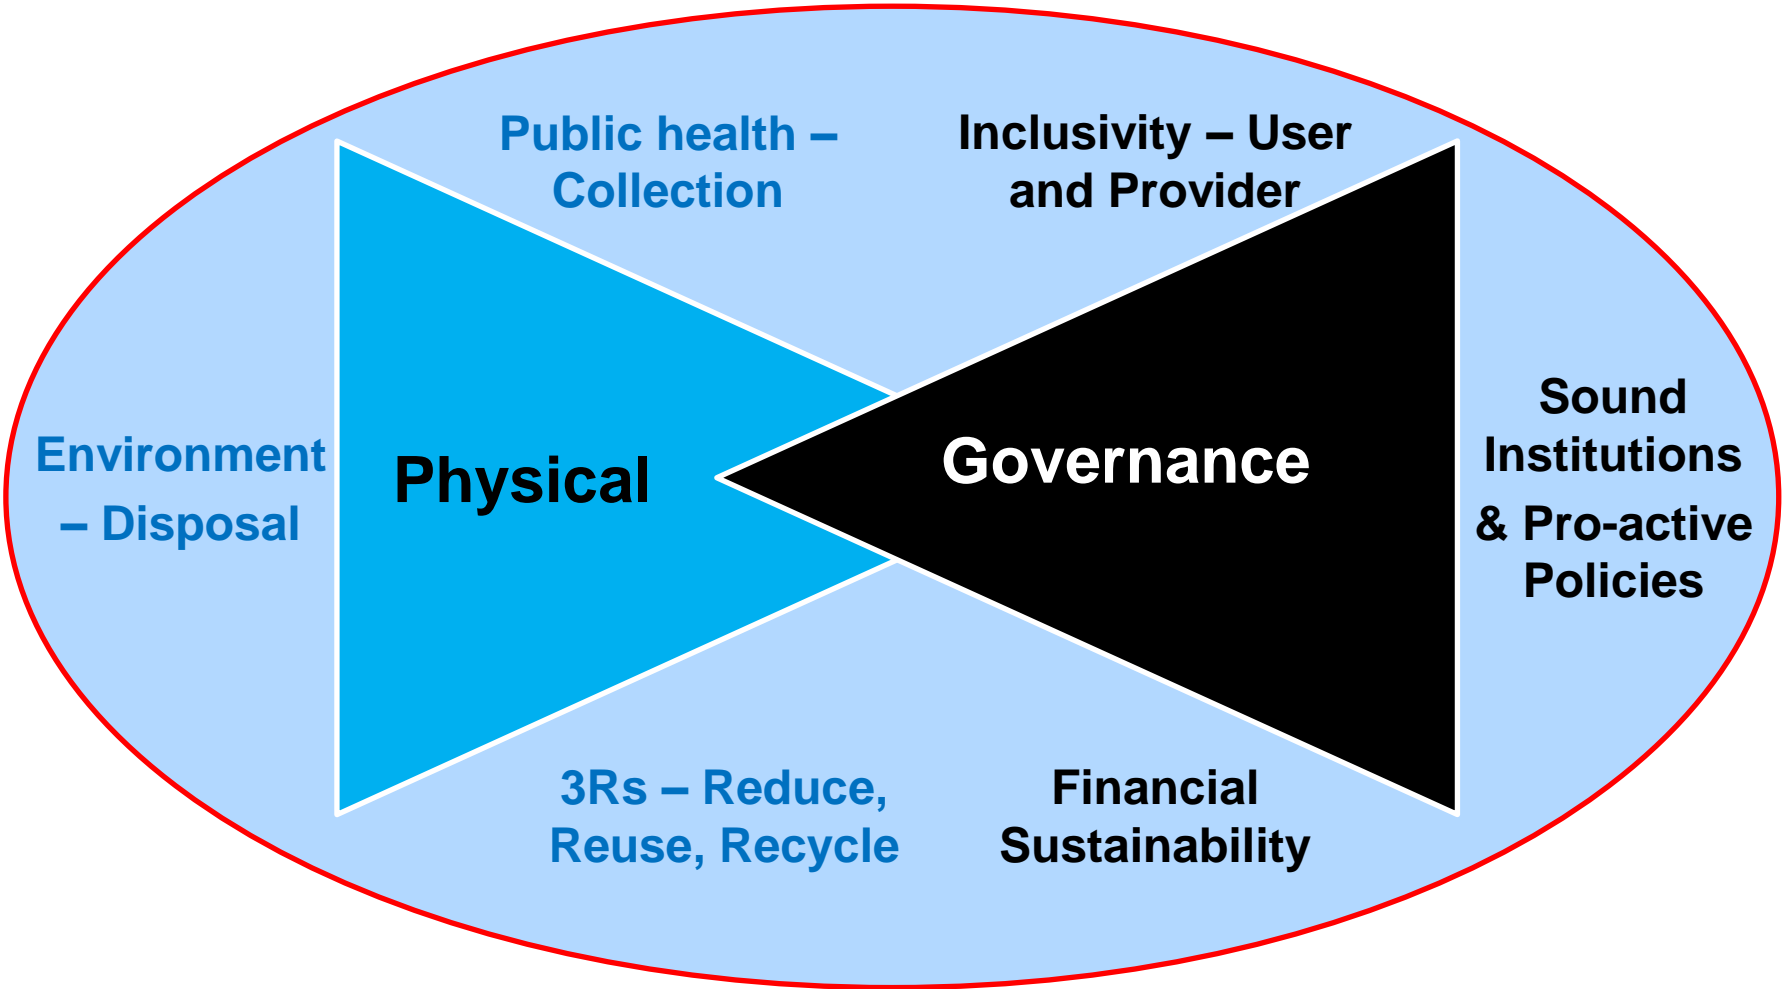 Public health –
Collection
Inclusivity – User
and Provider
Environment
– Disposal
Physical
Governance
Sound
Institutions
& Pro-active
Policies
3Rs – Reduce,
Reuse, Recycle
Financial
Sustainability